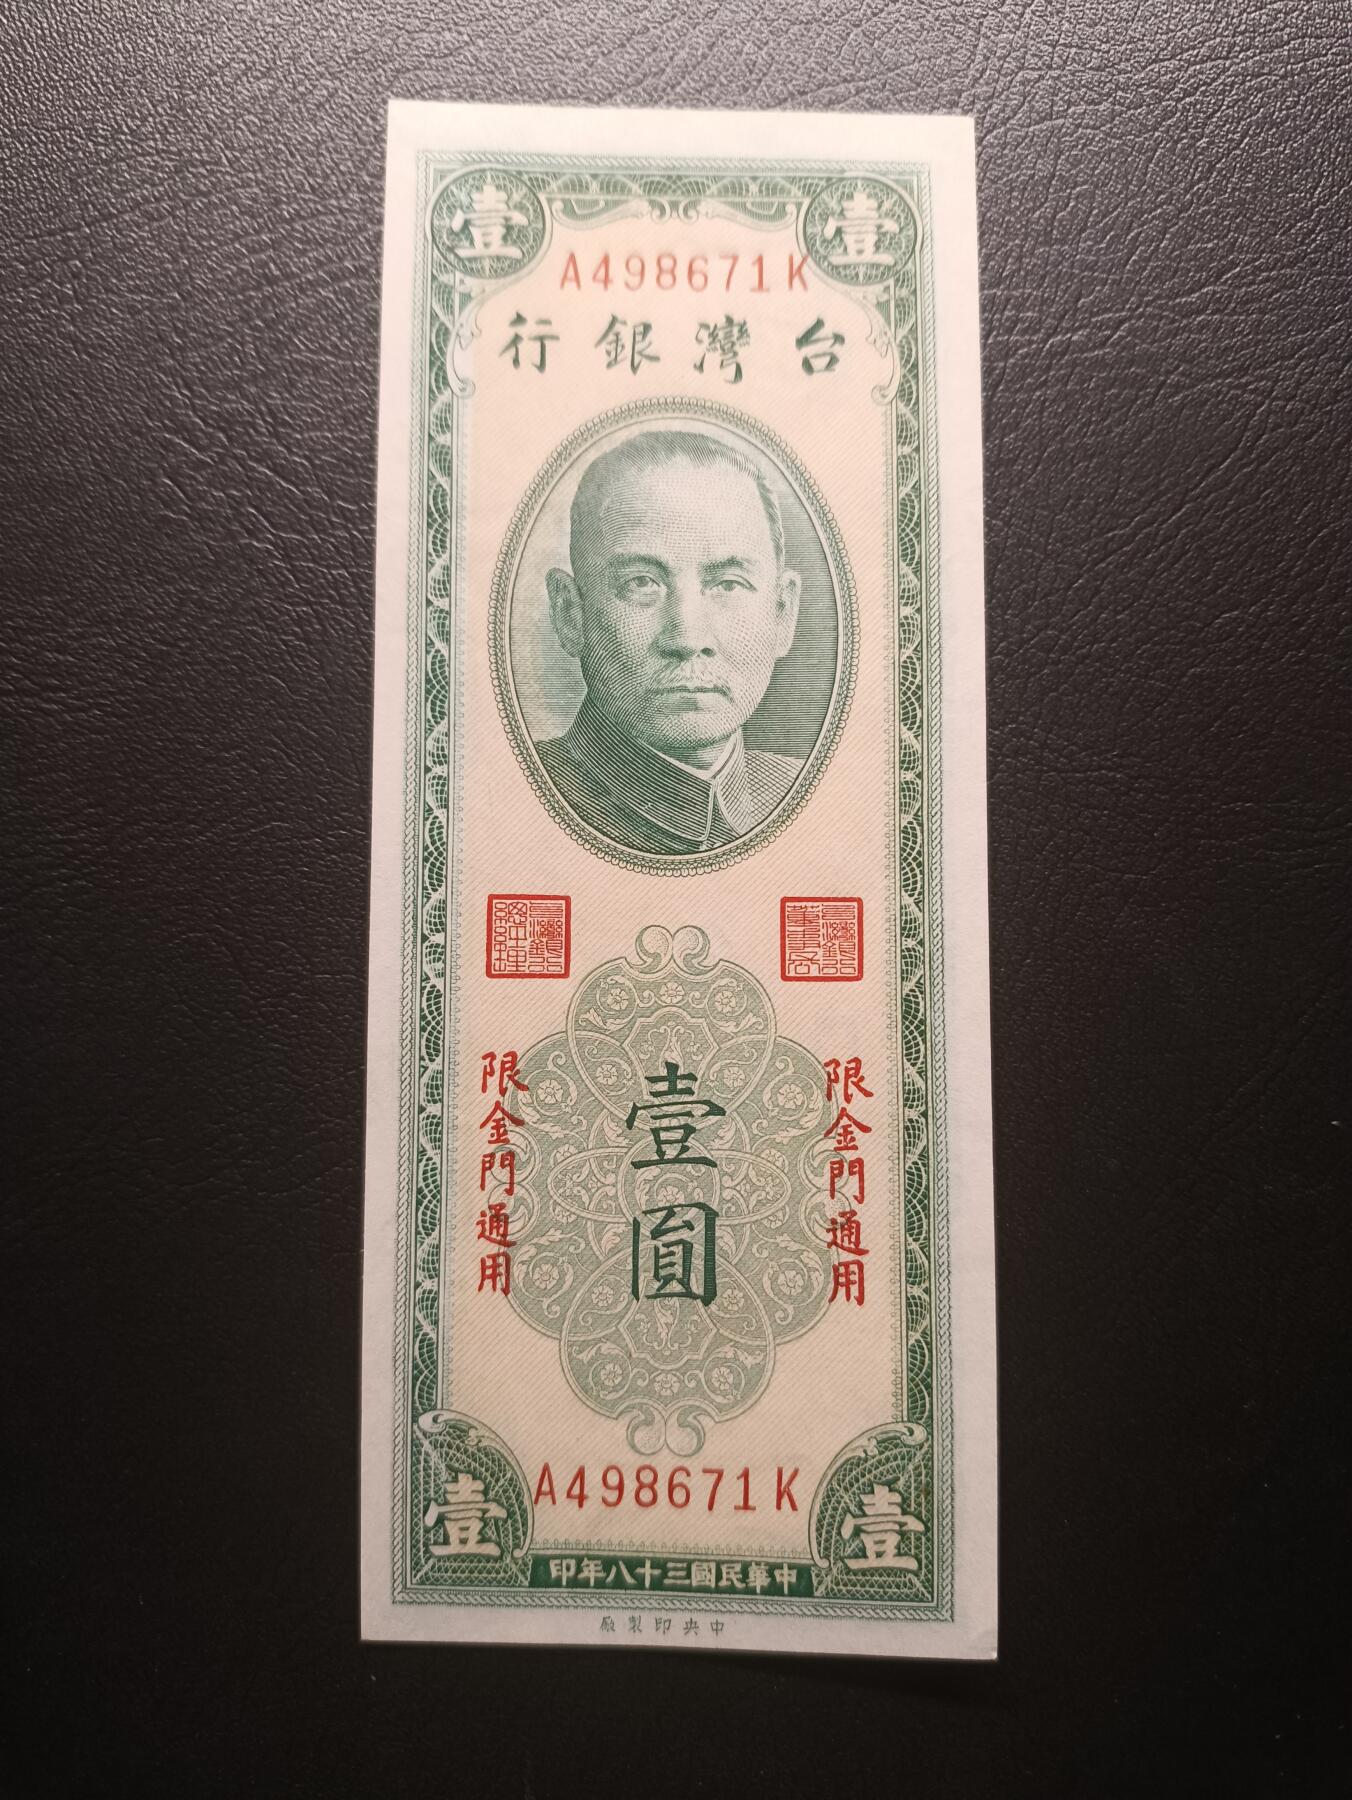 壹 壹
A498671K
台灣銀行
限金門通用
壹圓
限金門通用
A498671K
壹 壹
中華民國三十八年印
中央印製廠